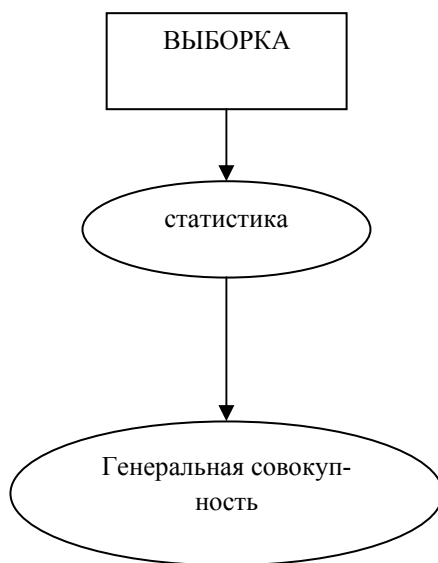 ВЫБОРКА
статистика
Генеральная совокуп-
ность